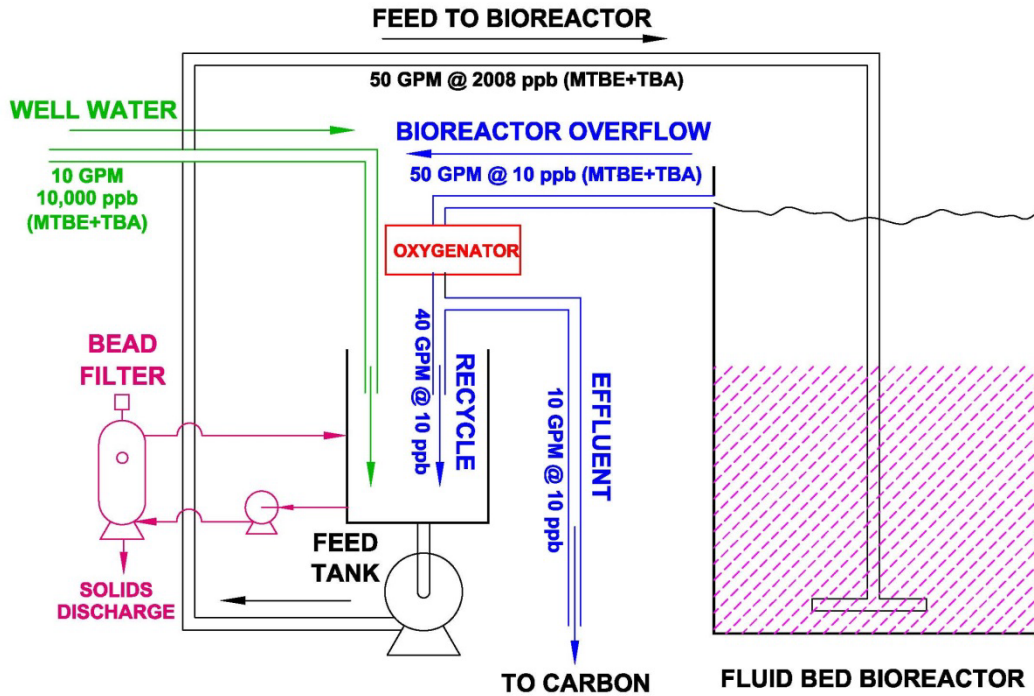 FEED TO BIOREACTOR
50 GPM @ 2008 ppb (MTBE+TBA)
WELL WATER
10 GPM
10,000 ppb
(MTBE+TBA)
BIOREACTOR OVERFLOW
50 GPM @ 10 ppb (MTBE+TBA)
OXYGENATOR
40 GPM @ 10 ppb
RECYCLE
10 GPM @ 10 ppb
EFFLUENT
BEAD
FILTER
SOLIDS
DISCHARGE
FEED
TANK
TO CARBON
FLUID BED BIOREACTOR